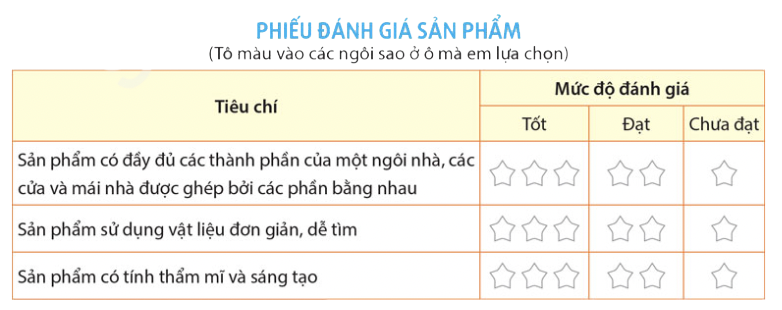 PHIẾU ĐÁNH GIÁ SẢN PHẨM
(Tô màu vào các ngôi sao ở ô mà em lựa chọn)
Tiêu chí
Mức độ đánh giá
Tốt
Đạt
Chưa đạt
Sản phẩm có đầy đủ các thành phần của một ngôi nhà, các
cửa và mái nhà được ghép bởi các phần bằng nhau
Sản phẩm sử dụng vật liệu đơn giản, dễ tìm
Sản phẩm có tính thẩm mĩ và sáng tạo